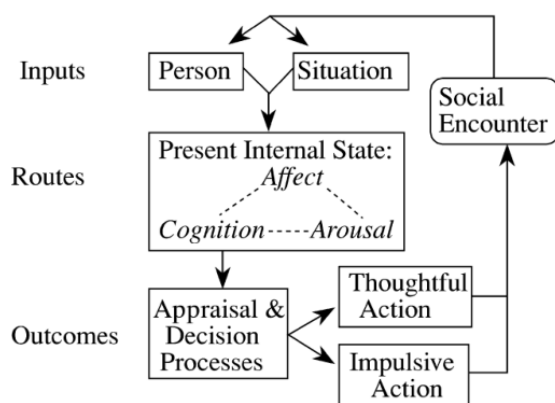 Inputs
Person
Situation
Social
Encounter
Routes
Present Internal State:
Affect
Cognition
Arousal
Outcomes
Appraisal &
Decision
Processes
Thoughtful
Action
Impulsive
Action